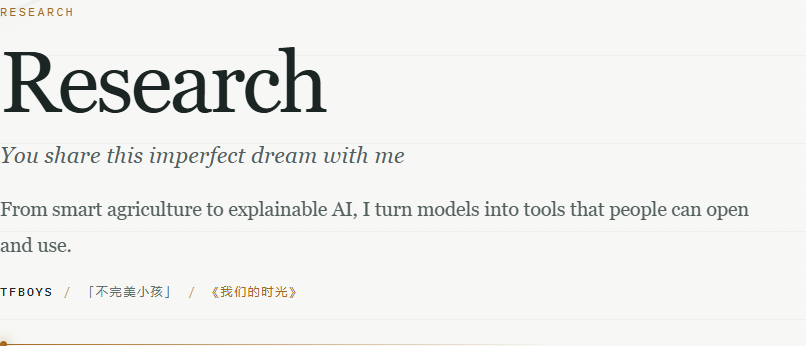 RESEARCH
Research
You share this imperfect dream with me
From smart agriculture to explainable AI, I turn models into tools that people can open
and use.
TFBOYS / 「不完美小孩」 / 《我们的时光》